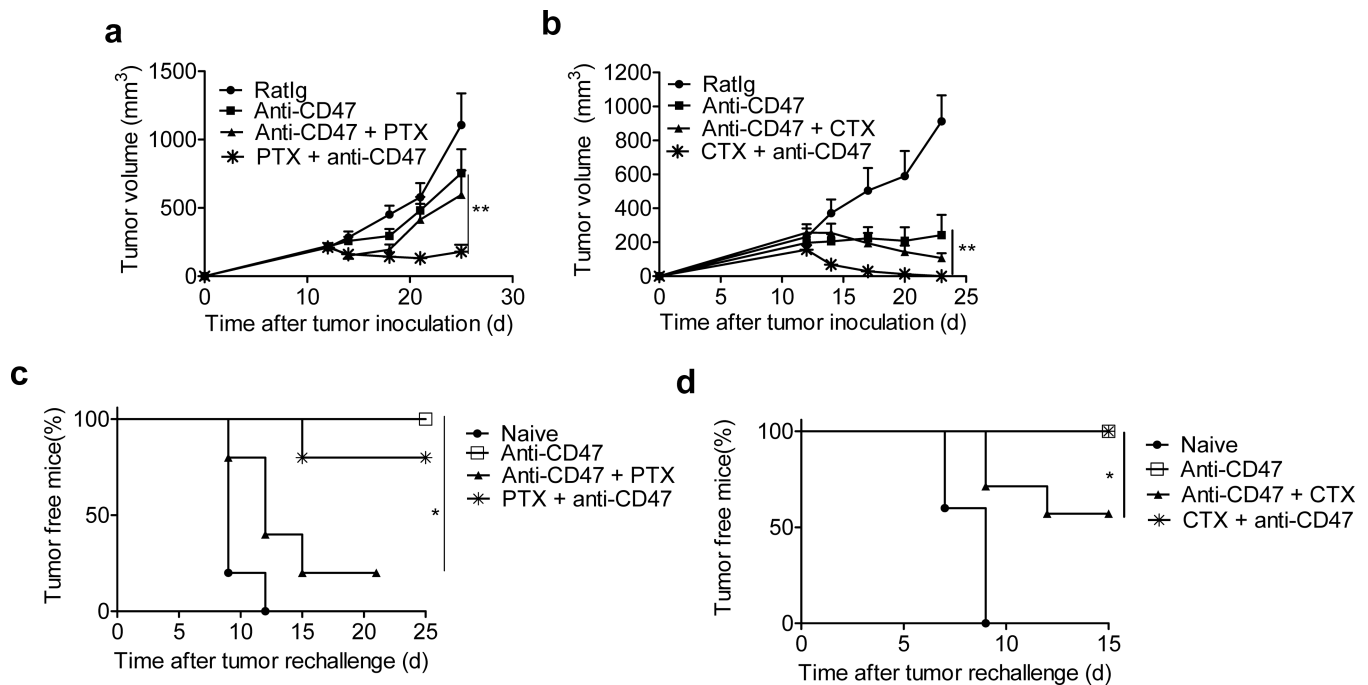 a
Tumor volume (mm3)
1500
1000
500
0
RatIg
Anti-CD47
Anti-CD47 + PTX
PTX + anti-CD47
**
0 10 20 30
Time after tumor inoculation (d)
b
Tumor volume (mm3)
1200
1000
800
600
400
200
0
RatIg
Anti-CD47
Anti-CD47 + CTX
CTX + anti-CD47
**
0 5 10 15 20 25
Time after tumor inoculation (d)
c
Tumor free mice(%)
100
50
0
Naive
Anti-CD47
Anti-CD47 + PTX
PTX + anti-CD47
*
0 5 10 15 20 25
Time after tumor rechallenge (d)
d
Tumor free mice(%)
100
50
0
Naive
Anti-CD47
Anti-CD47 + CTX
CTX + anti-CD47
*
0 5 10 15
Time after tumor rechallenge (d)